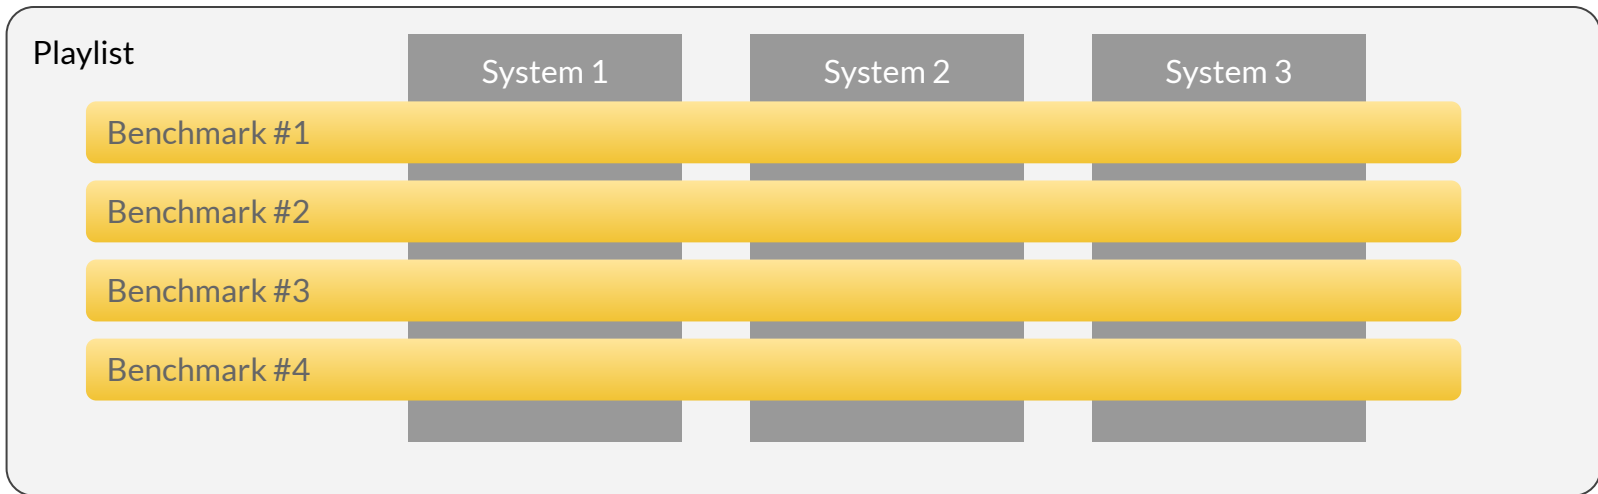 Playlist
System 1
System 2
System 3
Benchmark #1
Benchmark #2
Benchmark #3
Benchmark #4